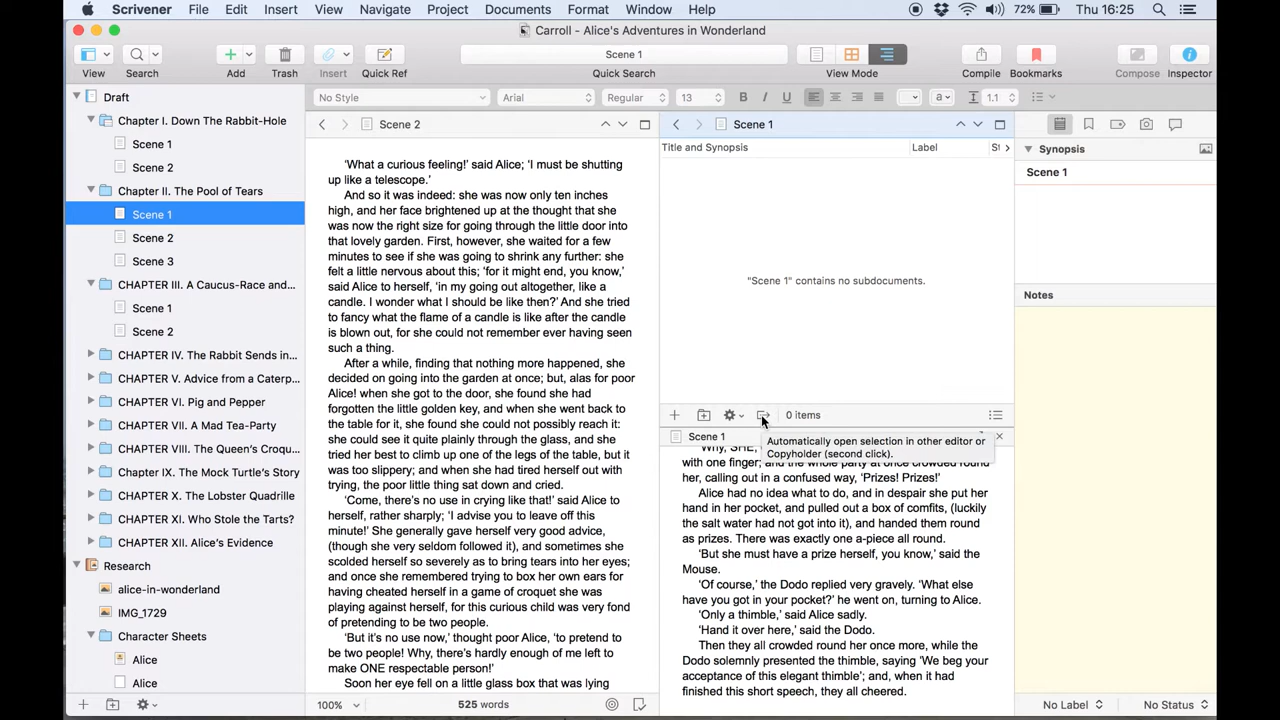 Scrivener File Edit Insert View Navigate Project Documents Format Window Help 72% Thu 16:25
Carroll - Alice's Adventures in Wonderland
Scene 1
View Search Add Trash Insert Quick Ref Quick Search View Mode Compile Bookmarks Compose Inspector
No Style Arial Regular 13 B I U a 1.1
Draft
Chapter I. Down The Rabbit-Hole
Scene 1
Scene 2
Chapter II. The Pool of Tears
Scene 1
Scene 2
Scene 3
CHAPTER III. A Caucus-Race and...
Scene 1
Scene 2
CHAPTER IV. The Rabbit Sends in...
CHAPTER V. Advice from a Caterp...
CHAPTER VI. Pig and Pepper
CHAPTER VII. A Mad Tea-Party
CHAPTER VIII. The Queen's Croqu...
Chapter IX. The Mock Turtle's Story
CHAPTER X. The Lobster Quadrille
CHAPTER XI. Who Stole the Tarts?
CHAPTER XII. Alice's Evidence
Research
alice-in-wonderland
IMG_1729
Character Sheets
Alice
Alice
Scene 2
‘What a curious feeling!’ said Alice; ‘I must be shutting
up like a telescope.’
And so it was indeed: she was now only ten inches
high, and her face brightened up at the thought that she
was now the right size for going through the little door into
that lovely garden. First, however, she waited for a few
minutes to see if she was going to shrink any further: she
felt a little nervous about this; ‘for it might end, you know,’
said Alice to herself, ‘in my going out altogether, like a
candle. I wonder what I should be like then?’ And she tried
to fancy what the flame of a candle is like after the candle
is blown out, for she could not remember ever having seen
such a thing.
After a while, finding that nothing more happened, she
decided on going into the garden at once; but, alas for poor
Alice! when she got to the door, she found she had
forgotten the little golden key, and when she went back to
the table for it, she found she could not possibly reach it:
she could see it quite plainly through the glass, and she
tried her best to climb up one of the legs of the table, but it
was too slippery; and when she had tired herself out with
trying, the poor little thing sat down and cried.
‘Come, there’s no use in crying like that!’ said Alice to
herself, rather sharply; ‘I advise you to leave off this
minute!’ She generally gave herself very good advice,
(though she very seldom followed it), and sometimes she
scolded herself so severely as to bring tears into her eyes;
and once she remembered trying to box her own ears for
having cheated herself in a game of croquet she was
playing against herself, for this curious child was very fond
of pretending to be two people.
‘But it’s no use now,’ thought poor Alice, ‘to pretend to
be two people! Why, there’s hardly enough of me left to
make ONE respectable person!’
Soon her eye fell on a little glass box that was lying
100% 525 words
Scene 1
Title and Synopsis Label
"Scene 1" contains no subdocuments.
0 items
Scene 1
Automatically open selection in other editor or
Copyholder (second click).
‘Why, SHE,
with one finger; and the whole party at once crowded round
her, calling out in a confused way, ‘Prizes! Prizes!’
Alice had no idea what to do, and in despair she put her
hand in her pocket, and pulled out a box of comfits, (luckily
the salt water had not got into it), and handed them round
as prizes. There was exactly one a-piece all round.
‘But she must have a prize herself, you know,’ said the
Mouse.
‘Of course,’ the Dodo replied very gravely. ‘What else
have you got in your pocket?’ he went on, turning to Alice.
‘Only a thimble,’ said Alice sadly.
‘Hand it over here,’ said the Dodo.
Then they all crowded round her once more, while the
Dodo solemnly presented the thimble, saying ‘We beg your
acceptance of this elegant thimble’; and, when it had
finished this short speech, they all cheered.
Synopsis
Scene 1
Notes
No Label No Status